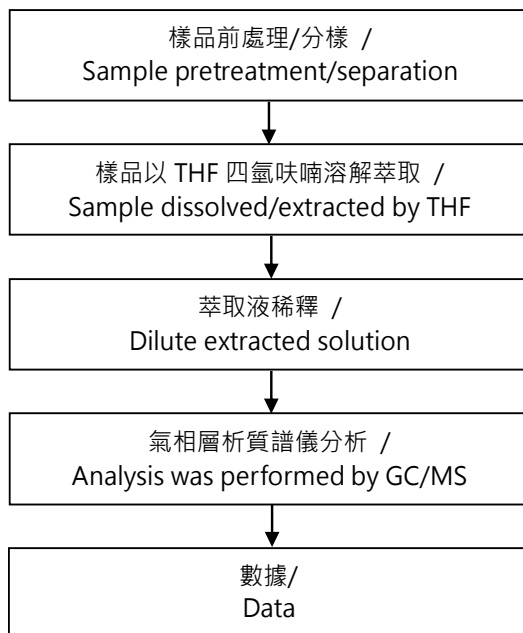 樣品前處理/分樣 /
Sample pretreatment/separation
樣品以 THF 四氫呋喃溶解萃取 /
Sample dissolved/extracted by THF
萃取液稀釋 /
Dilute extracted solution
氣相層析質譜儀分析 /
Analysis was performed by GC/MS
數據/
Data